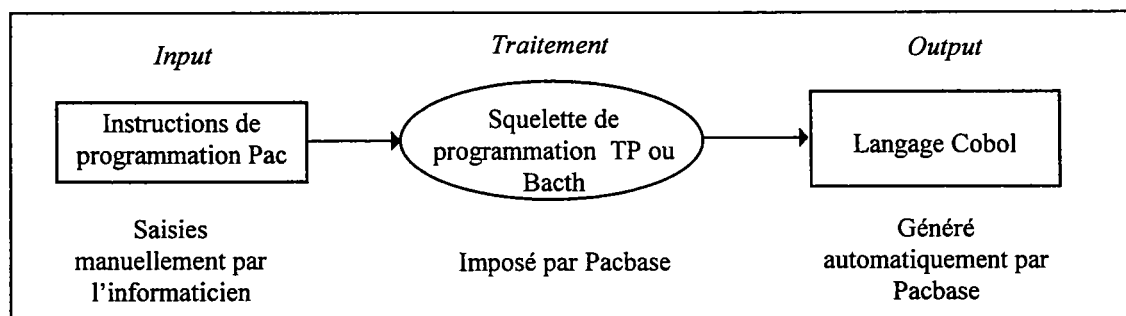 Input
Traitement
Output
Instructions de
programmation Pac
Squelette de
programmation TP ou
Bacth
Langage Cobol
Saisies
manuellement par
l'informaticien
Imposé par Pacbase
Généré
automatiquement par
Pacbase